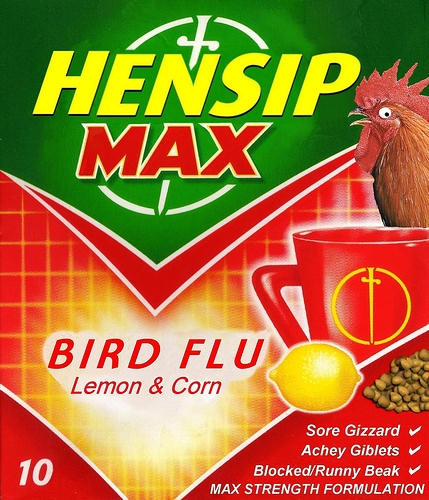 HENSIP
MAX
BIRD FLU
Lemon & Corn
Sore Gizzard ✔
Achey Giblets ✔
Blocked/Runny Beak ✔
10
MAX STRENGTH FORMULATION